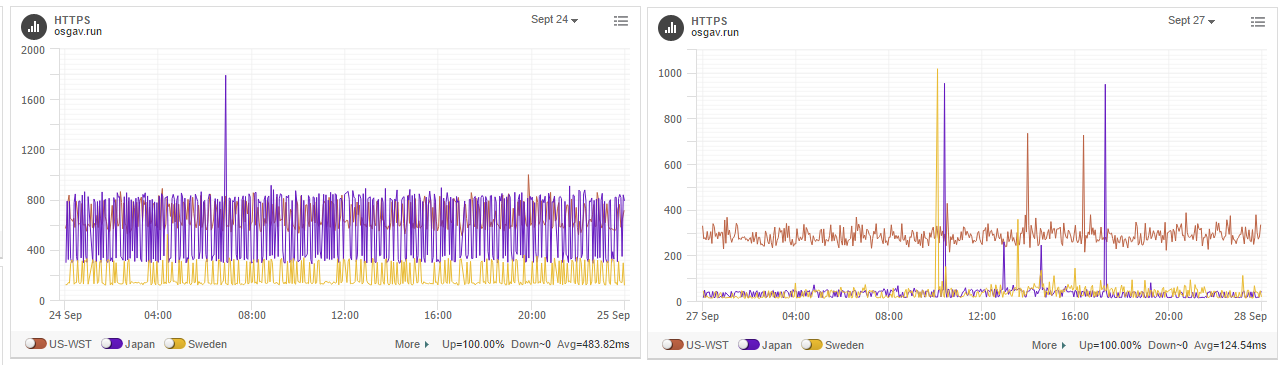 HTTPS
osgav.run
Sept 24
2000
1600
1200
800
400
0
24 Sep 04:00 08:00 12:00 16:00 20:00 25 Sep
US-WST Japan Sweden More Up=100.00% Down~0 Avg=483.82ms
HTTPS
osgav.run
Sept 27
1000
800
600
400
200
0
27 Sep 04:00 08:00 12:00 16:00 20:00 28 Sep
US-WST Japan Sweden More Up=100.00% Down~0 Avg=124.54ms